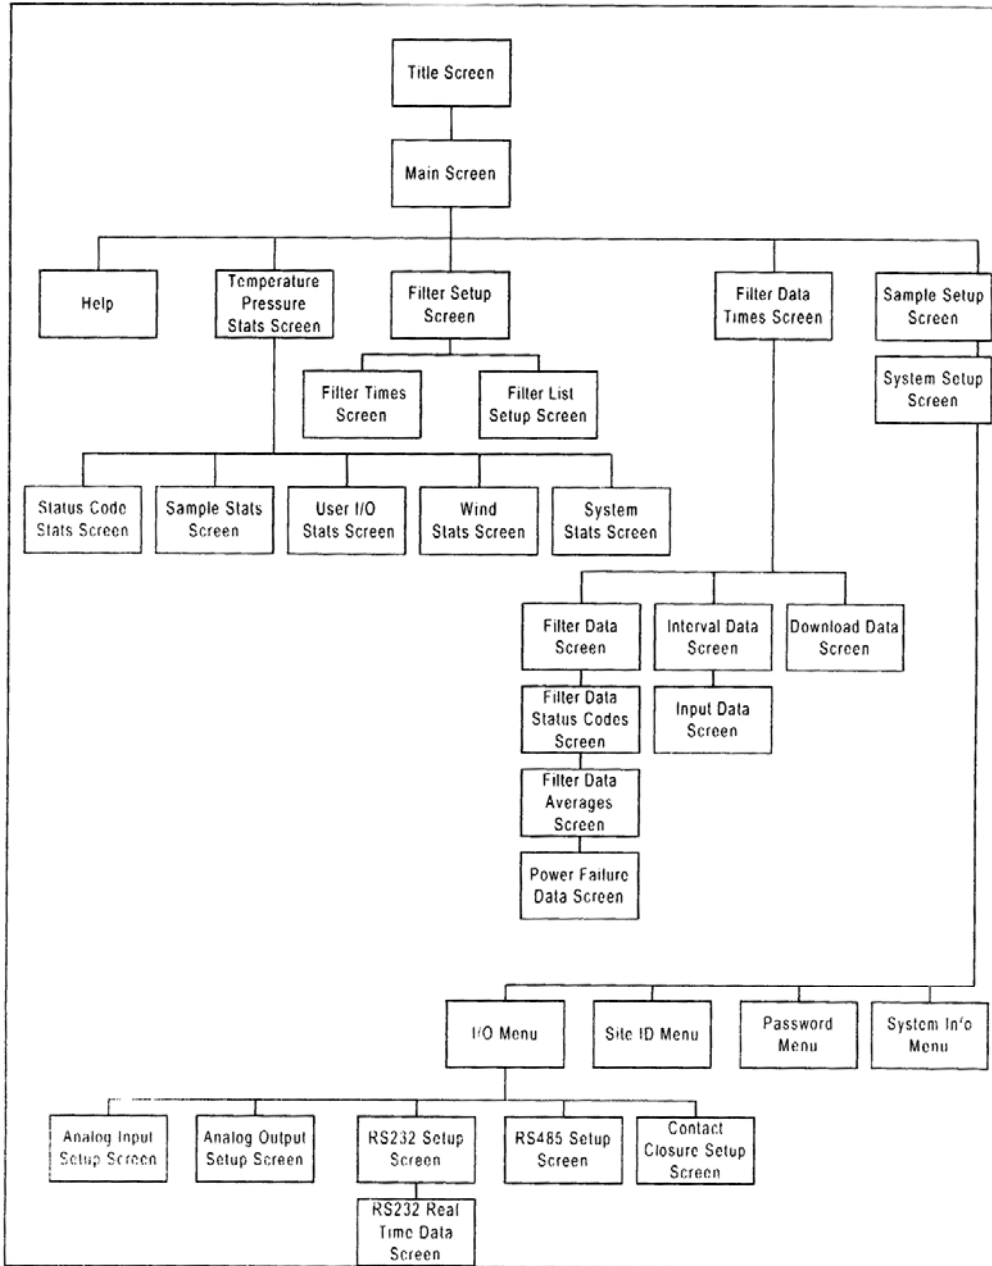 Title Screen
Main Screen
Help
Temperature
Pressure
Stats Screen
Filter Setup
Screen
Filter Data
Times Screen
Sample Setup
Screen
System Setup
Screen
Filter Times
Screen
Filter List
Setup Screen
Status Code
Stats Screen
Sample Stats
Screen
User I/O
Stats Screen
Wind
Stats Screen
System
Stats Screen
Filter Data
Screen
Interval Data
Screen
Download Data
Screen
Filter Data
Status Codes
Screen
Input Data
Screen
Filter Data
Averages
Screen
Power Failure
Data Screen
I/O Menu
Site ID Menu
Password
Menu
System Info
Menu
Analog Input
Setup Screen
Analog Output
Setup Screen
RS232 Setup
Screen
RS485 Setup
Screen
Contact
Closure Setup
Screen
RS232 Real
Time Data
Screen